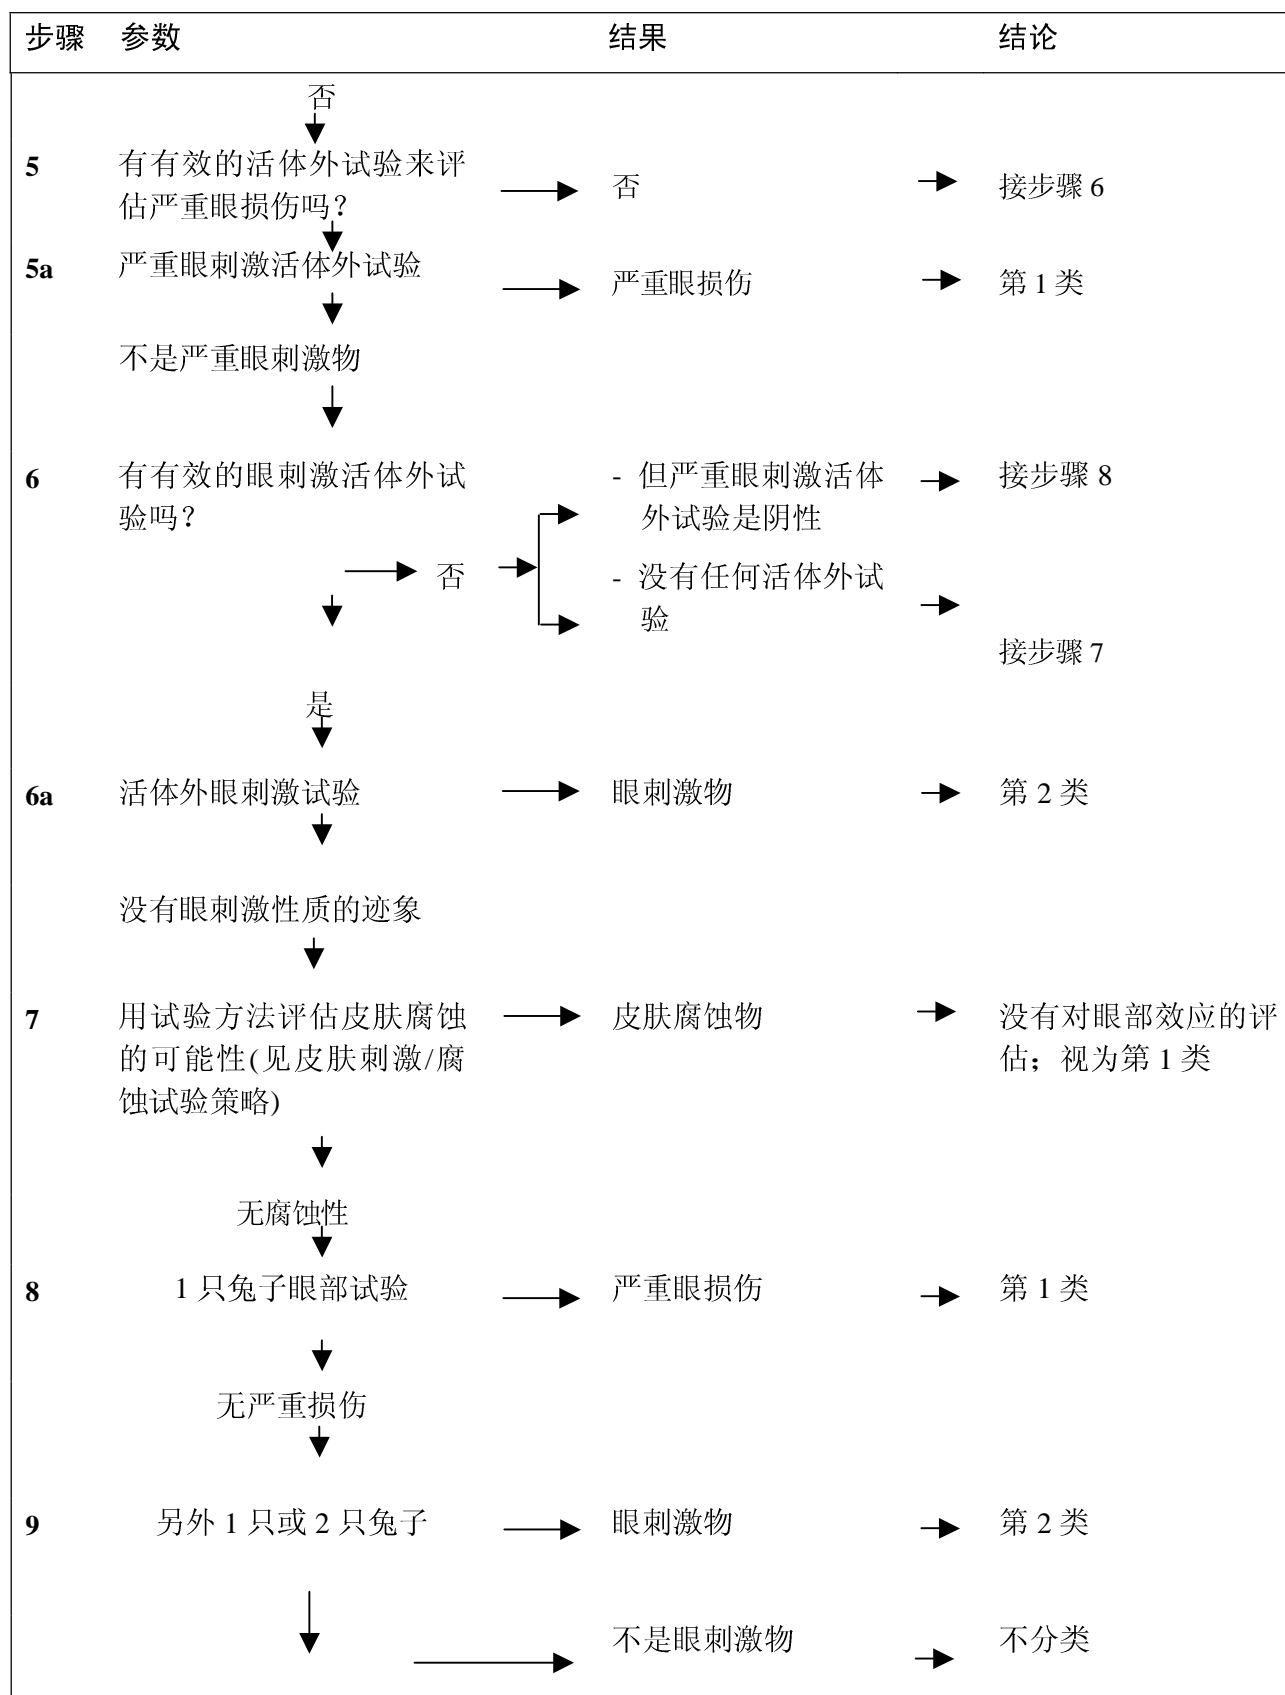 步骤 参数 结果 结论
否
5 有有效的活体外试验来评 否 接步骤 6
估严重眼损伤吗？
5a 严重眼刺激活体外试验 严重眼损伤 第 1 类
不是严重眼刺激物
6 有有效的眼刺激活体外试 - 但严重眼刺激活体 接步骤 8
验吗？ 外试验是阴性
否 - 没有任何活体外试
验
接步骤 7
是
6a 活体外眼刺激试验 眼刺激物 第 2 类
没有眼刺激性质的迹象
7 用试验方法评估皮肤腐蚀 皮肤腐蚀物 没有对眼部效应的评
的可能性(见皮肤刺激/腐 估；视为第 1 类
蚀试验策略)
无腐蚀性
8 1 只兔子眼部试验 严重眼损伤 第 1 类
无严重损伤
9 另外 1 只或 2 只兔子 眼刺激物 第 2 类
不是眼刺激物 不分类